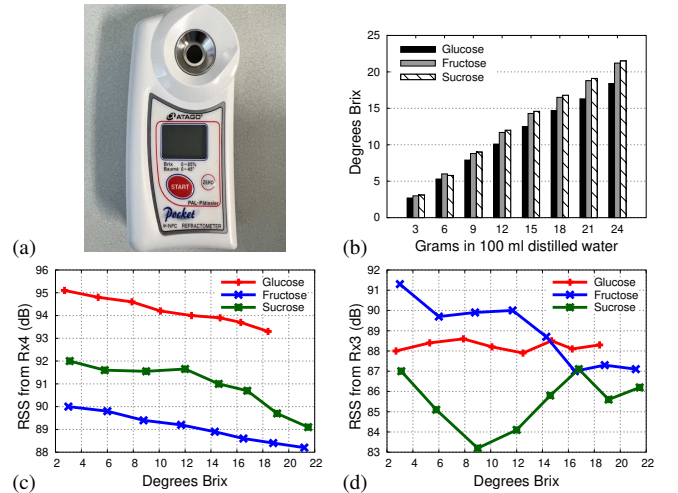 ATAGO
Brix 0~85%
START
ZERO
PAL-Pâtissier
Pocket
NFC REFRACTOMETER
(a)
25
20
15
10
5
0
Degrees Brix
Glucose
Fructose
Sucrose
3 6 9 12 15 18 21 24
Grams in 100 ml distilled water
(b)
96
95
94
93
92
91
90
89
88
RSS from Rx4 (dB)
Glucose
Fructose
Sucrose
2 4 6 8 10 12 14 16 18 20 22
Degrees Brix
(c)
92
91
90
89
88
87
86
85
84
83
RSS from Rx3 (dB)
Glucose
Fructose
Sucrose
2 4 6 8 10 12 14 16 18 20 22
Degrees Brix
(d)